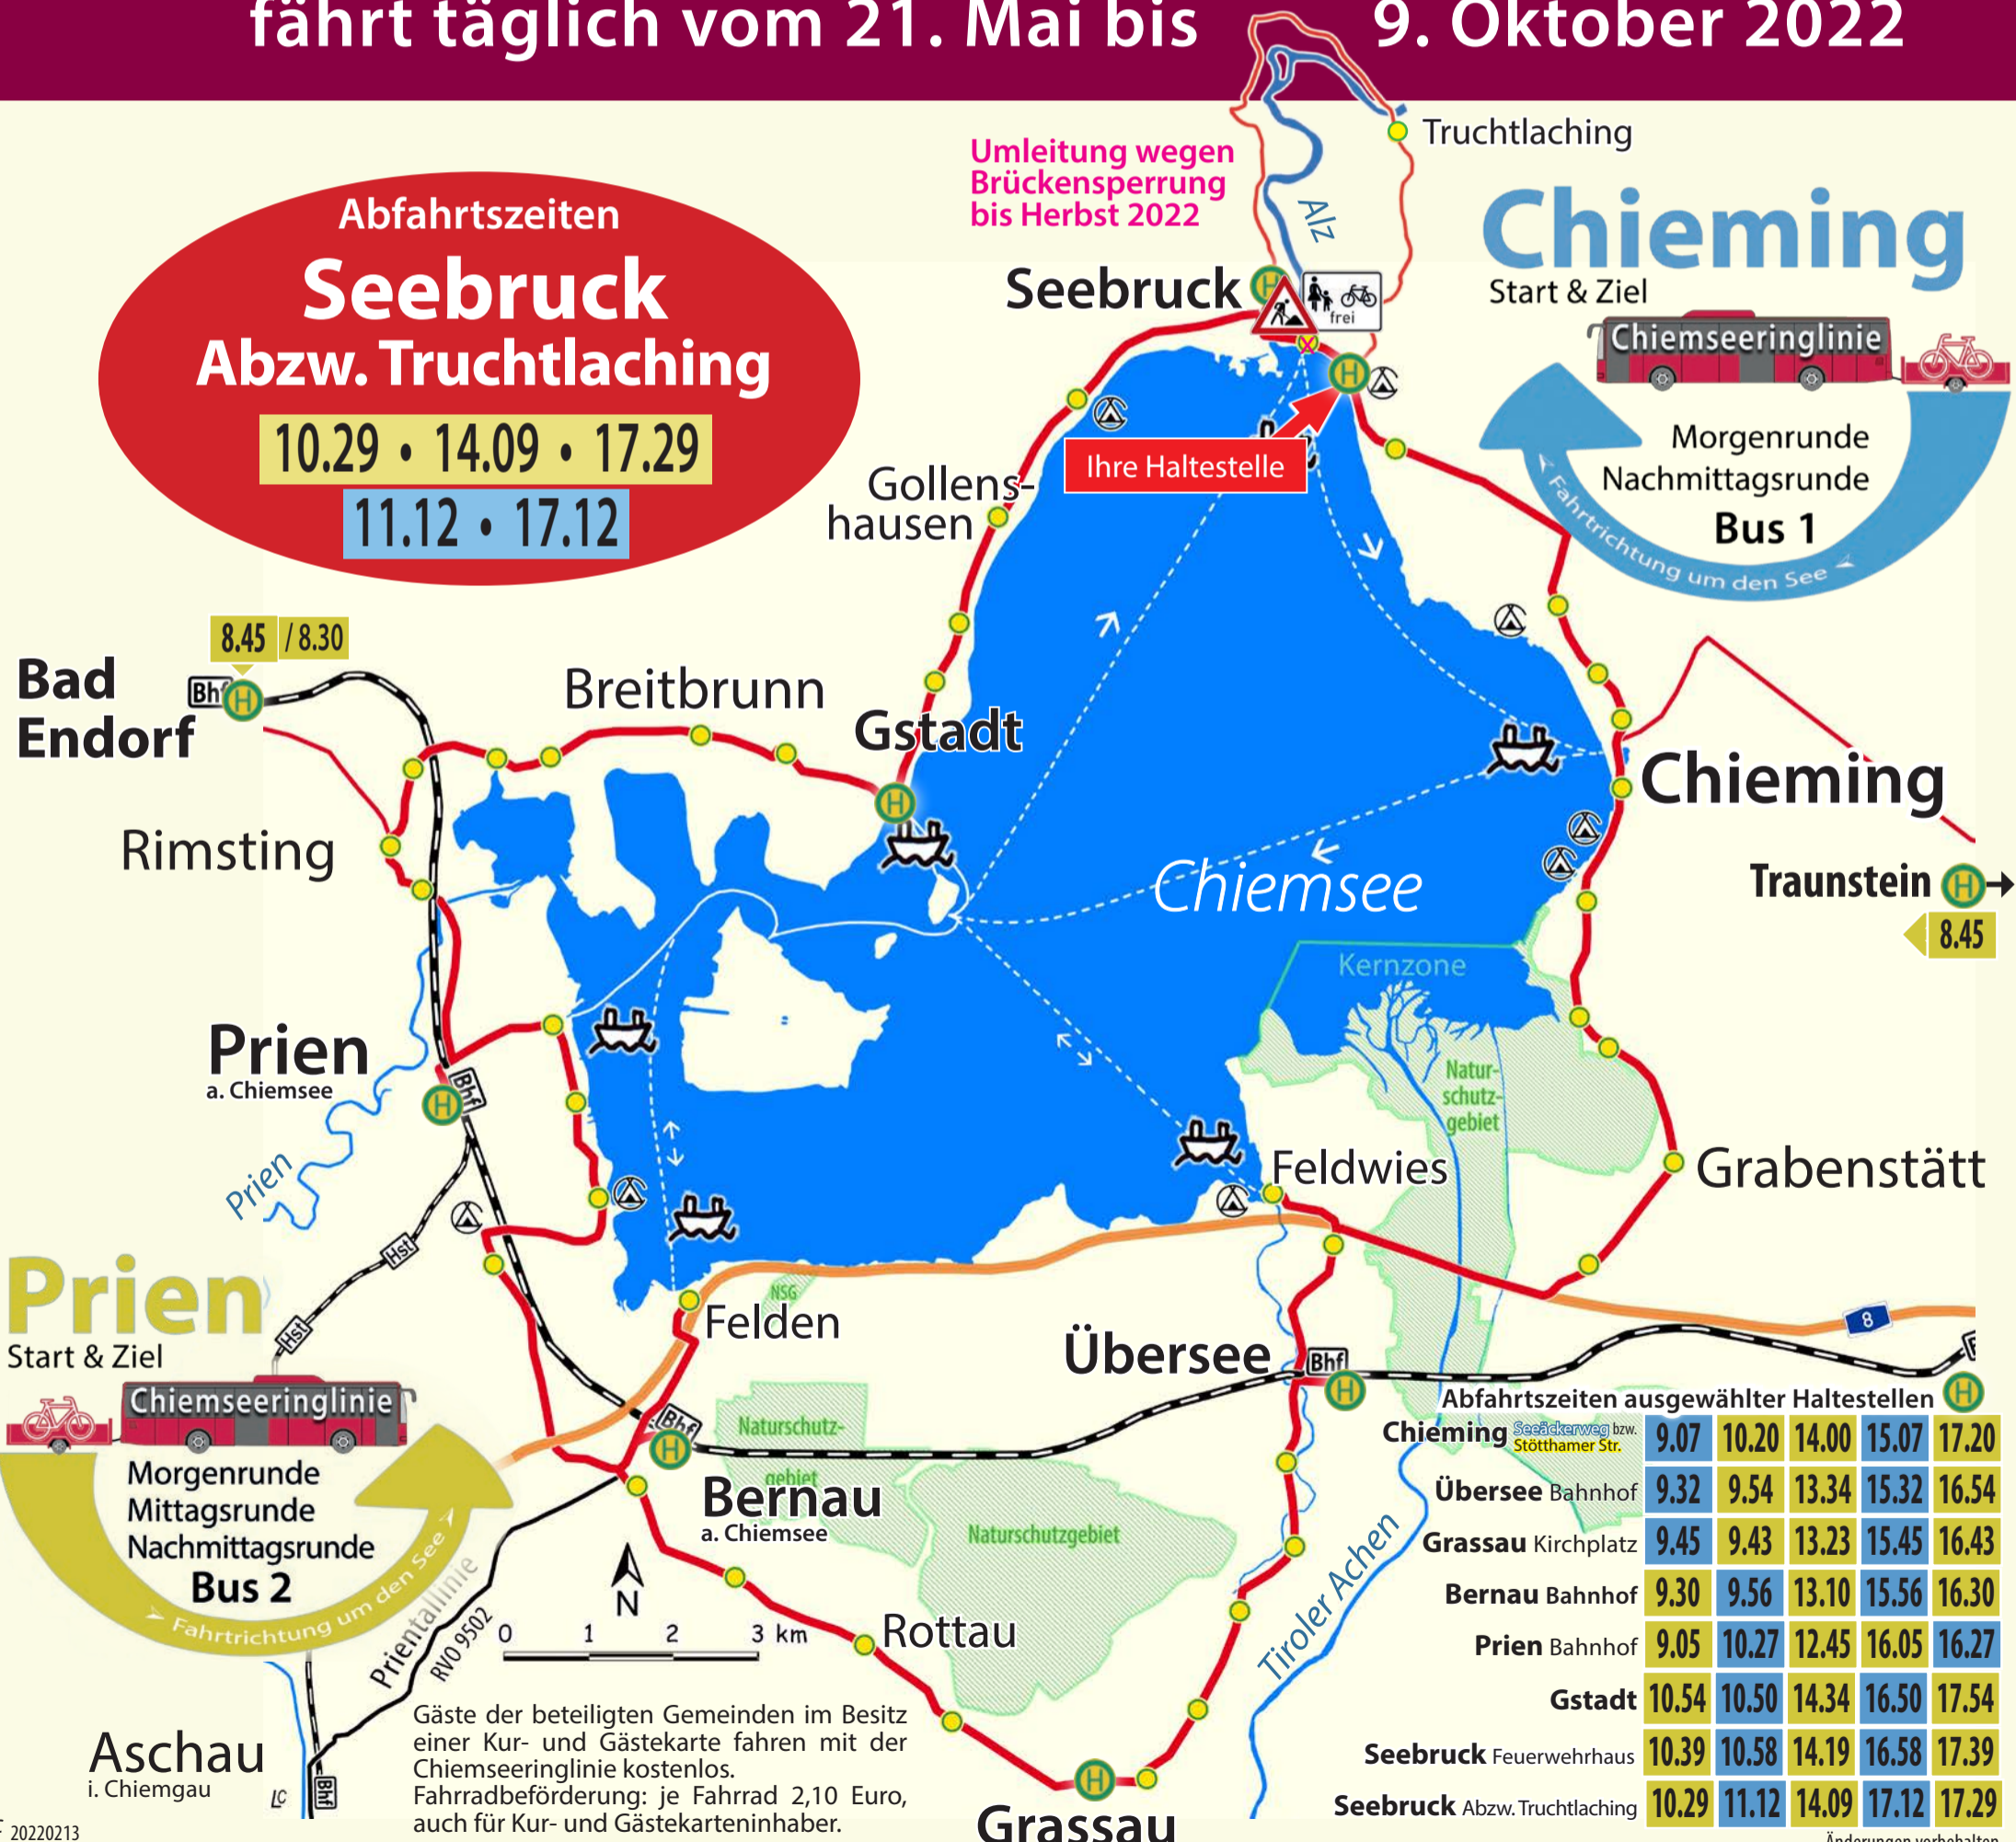 fährt täglich vom 21. Mai bis 9. Oktober 2022
Truchtlaching
Umleitung wegen
Brückensperrung
bis Herbst 2022
Alz
Abfahrtszeiten
Seebruck
Abzw. Truchtlaching
10.29 • 14.09 • 17.29
11.12 • 17.12
Seebruck
H
frei
H
Ihre Haltestelle
Chieming
Start & Ziel
Chiemseeringlinie
Morgenrunde
Nachmittagsrunde
Bus 1
Fahrtrichtung um den See
Gollens-
hausen
8.45 / 8.30
Bad
Endorf
Bhf
H
Breitbrunn
Gstadt
H
Rimsting
Chieming
Traunstein H
8.45
Chiemsee
Kernzone
Natur-
schutz-
gebiet
Prien
a. Chiemsee
Bhf
H
Prien
Feldwies
Grabenstätt
Hst
Hst
Prien
Start & Ziel
Chiemseeringlinie
Morgenrunde
Mittagsrunde
Nachmittagsrunde
Bus 2
Fahrtrichtung um den See
NSG
Felden
8
Übersee
Bhf
H
Bhf
H
Naturschutz-
gebiet
Bernau
a. Chiemsee
Naturschutzgebiet
Prientallinie
RVO 9502
N
0 1 2 3 km
Rottau
Tiroler Achen
Aschau
i. Chiemgau
LC
Bhf
Gäste der beteiligten Gemeinden im Besitz
einer Kur- und Gästekarte fahren mit der
Chiemseeringlinie kostenlos.
Fahrradbeförderung: je Fahrrad 2,10 Euro,
auch für Kur- und Gästekarteninhaber.
H
Grassau
Abfahrtszeiten ausgewählter Haltestellen H
Chieming Seeäckerweg bzw. Stötthamer Str. 9.07 10.20 14.00 15.07 17.20
Übersee Bahnhof 9.32 9.54 13.34 15.32 16.54
Grassau Kirchplatz 9.45 9.43 13.23 15.45 16.43
Bernau Bahnhof 9.30 9.56 13.10 15.56 16.30
Prien Bahnhof 9.05 10.27 12.45 16.05 16.27
Gstadt 10.54 10.50 14.34 16.50 17.54
Seebruck Feuerwehrhaus 10.39 10.58 14.19 16.58 17.39
Seebruck Abzw. Truchtlaching 10.29 11.12 14.09 17.12 17.29
20220213
Änderungen vorbehalten